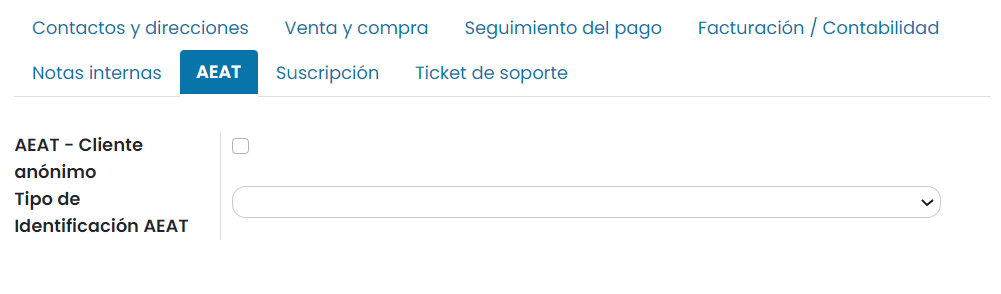 Contactos y direcciones Venta y compra Seguimiento del pago Facturación / Contabilidad
Notas internas AEAT Suscripción Ticket de soporte
AEAT - Cliente
anónimo
Tipo de
Identificación AEAT